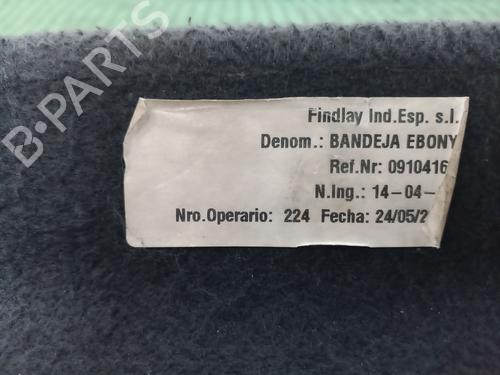 B-PARTS
Findlay Ind.Esp. s.l.
Denom.: BANDEJA EBONY
Ref.Nr: 0910416
N.Ing.: 14-04-
Nro.Operario: 224 Fecha: 24/05/2